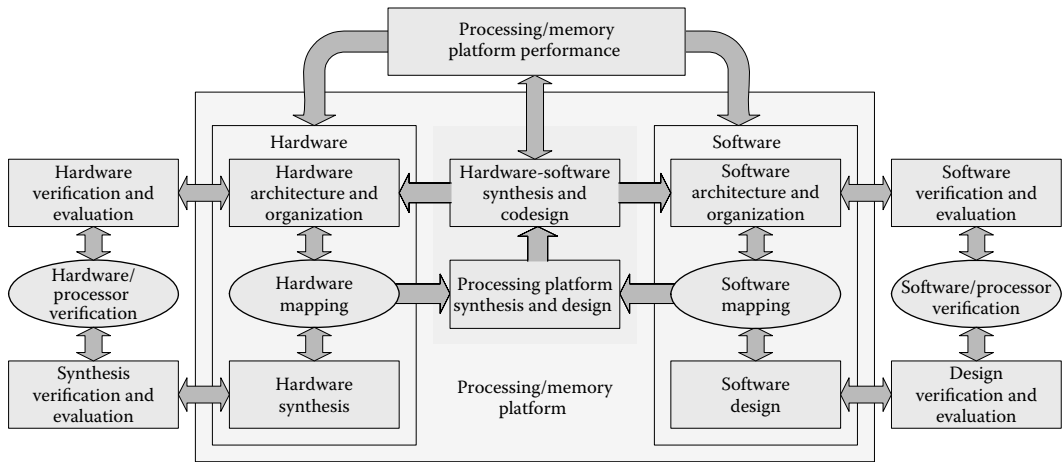 Processing/memory
platform performance
Hardware
Software
Hardware
verification and
evaluation
Hardware
architecture and
organization
Hardware-software
synthesis and
codesign
Software
architecture and
organization
Software
verification and
evaluation
Hardware/
processor
verification
Hardware
mapping
Processing platform
synthesis and design
Software
mapping
Software/processor
verification
Synthesis
verification and
evaluation
Hardware
synthesis
Processing/memory
platform
Software
design
Design
verification and
evaluation